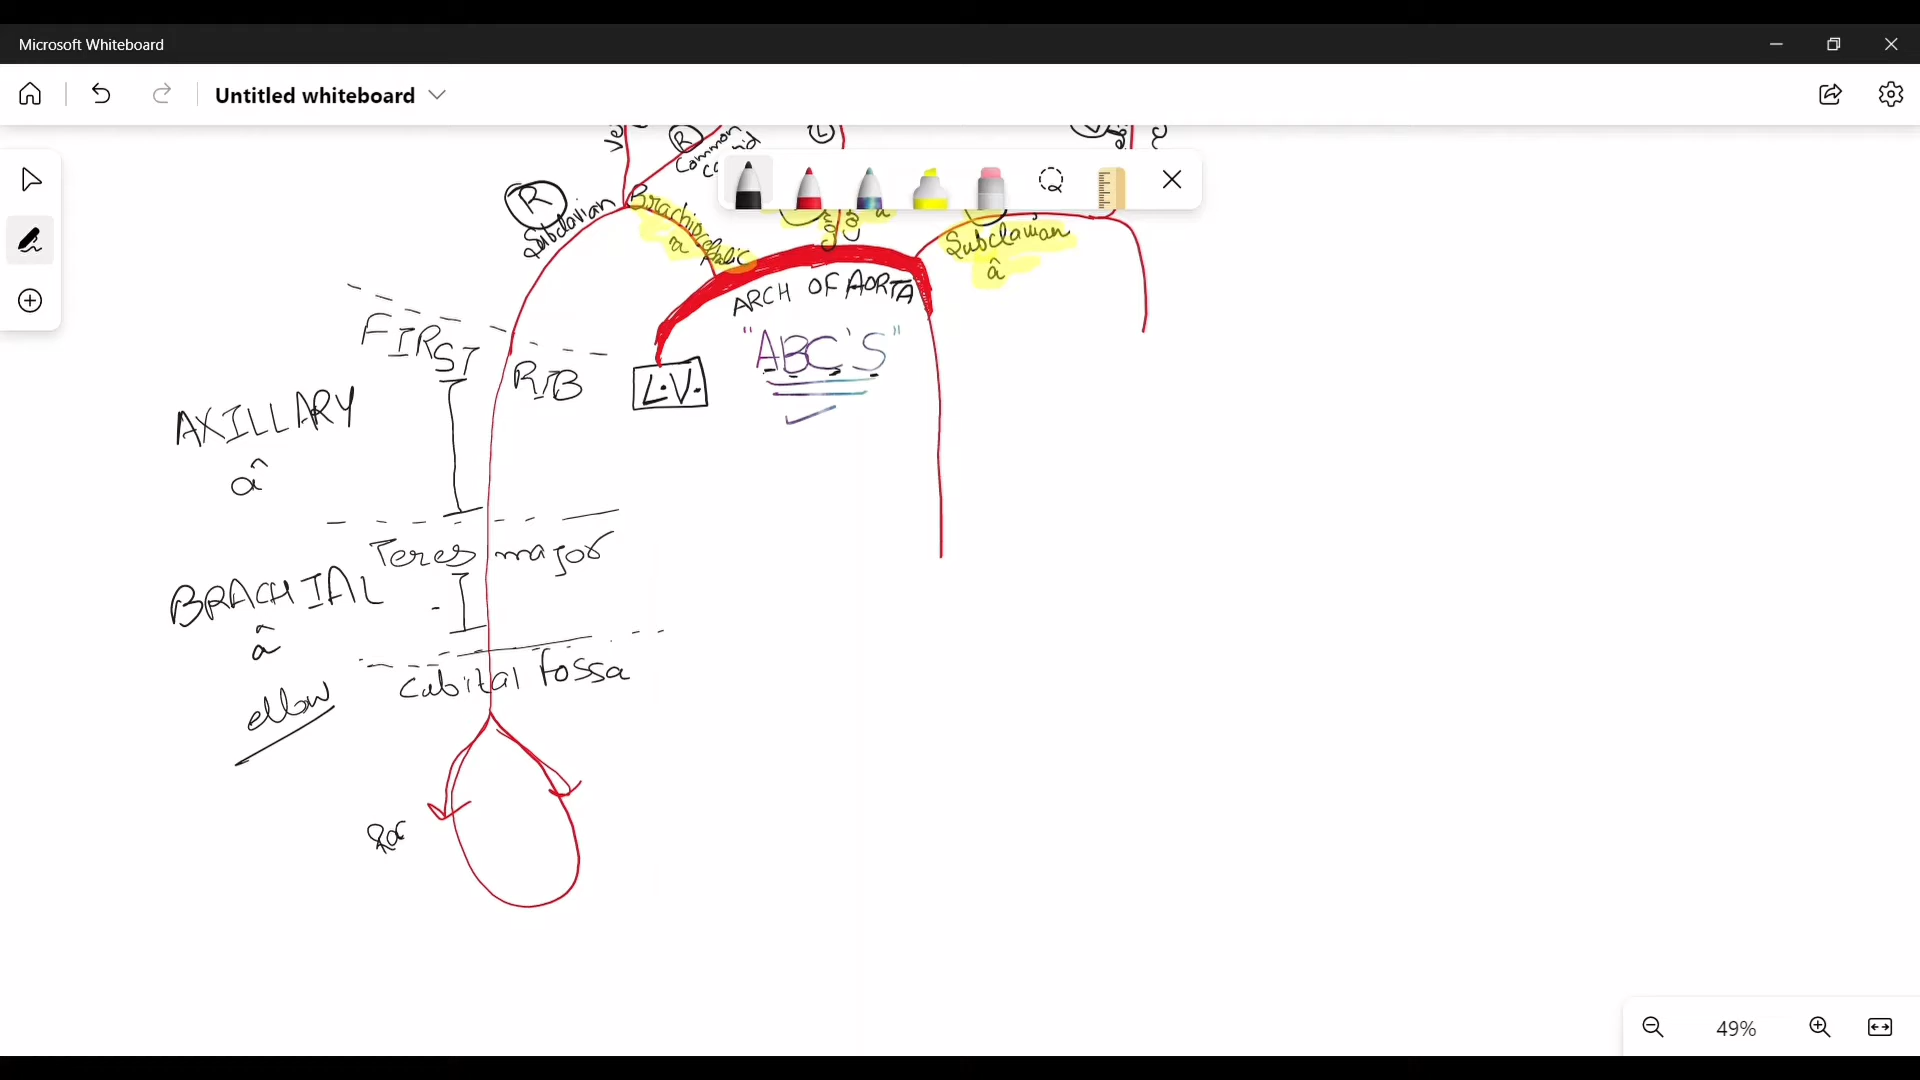 Microsoft Whiteboard
Untitled whiteboard
R
L
Common
R
Subclavian
Brachiocephalic
a
a
Subclavian
a
ARCH OF AORTA
"ABC'S"
L.V.
FIRST
RIB
AXILLARY
a
Teres major
BRACHIAL
a
Cubital Fossa
elbow
49%